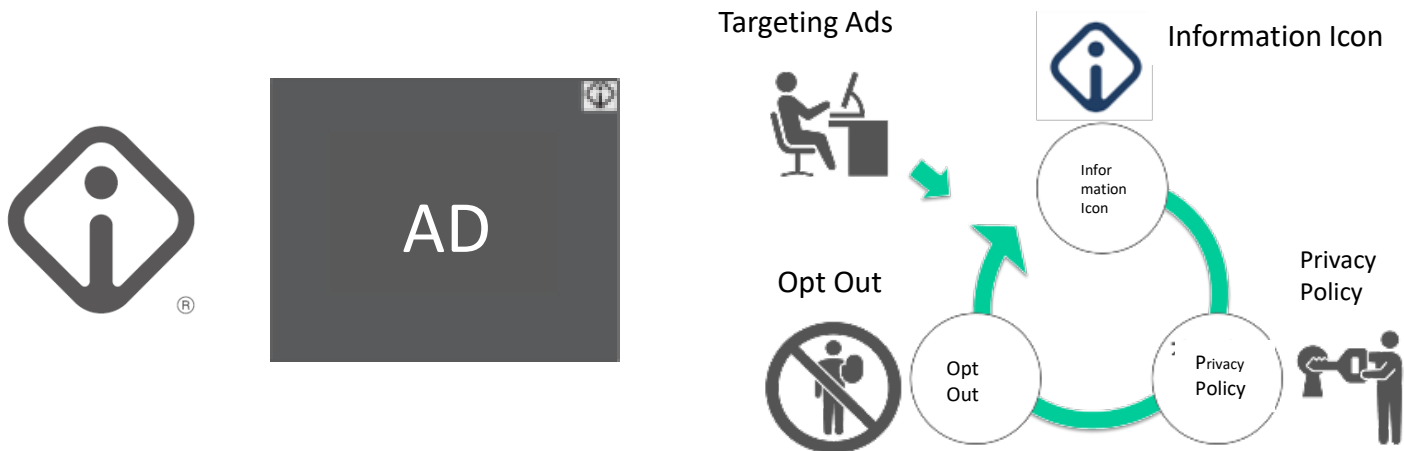 Targeting Ads
Information Icon
®
AD
Infor
mation
Icon
Opt Out
Privacy
Policy
Opt
Out
Privacy
Policy